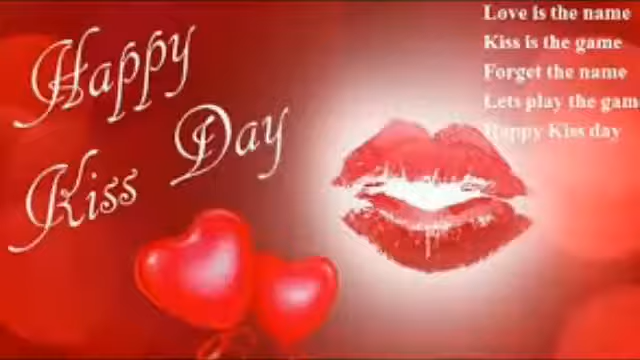 Happy
Kiss Day
Love is the name
Kiss is the game
Forget the name
Lets play the gam
Happy Kiss day